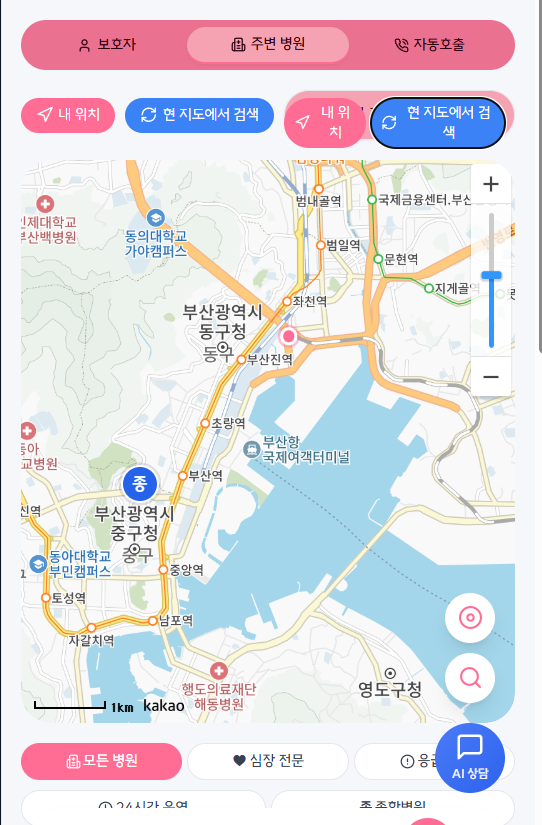 보호자
주변 병원
자동호출
내 위치
현 지도에서 검색
내 위
치
현 지도에서 검
색
범내골역
국제금융센터.부산
인제대학교
부산백병원
동의대학교
가야캠퍼스
범일역
문현역
지게골역
좌천역
부산광역시
동구청
동구
부산진역
초량역
부산항
국제여객터미널
동아
교병원
종
부산역
부산광역시
중구청
중구
동아대학교
부민캠퍼스
중앙역
토성역
남포역
자갈치역
행도의료재단
해동병원
영도구청
1km kakao
모든 병원
심장 전문
응급
AI 상담
24시간 운영
종 종합병원